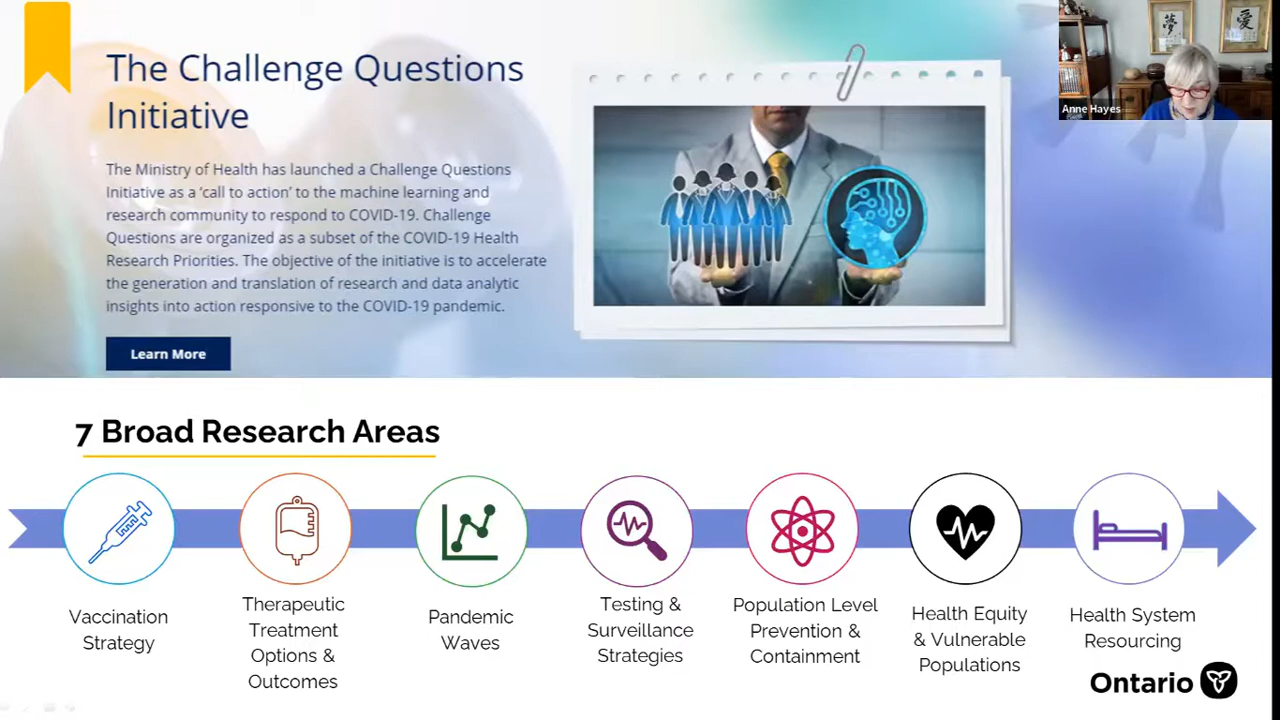 The Challenge Questions
Initiative
The Ministry of Health has launched a Challenge Questions
Initiative as a ‘call to action’ to the machine learning and
research community to respond to COVID-19. Challenge
Questions are organized as a subset of the COVID-19 Health
Research Priorities. The objective of the initiative is to accelerate
the generation and translation of research and data analytic
insights into action responsive to the COVID-19 pandemic.
Learn More
夢
愛
Anne Hayes
7 Broad Research Areas
Vaccination
Strategy
Therapeutic
Treatment
Options &
Outcomes
Pandemic
Waves
Testing &
Surveillance
Strategies
Population Level
Prevention &
Containment
Health Equity
& Vulnerable
Populations
Health System
Resourcing
Ontario